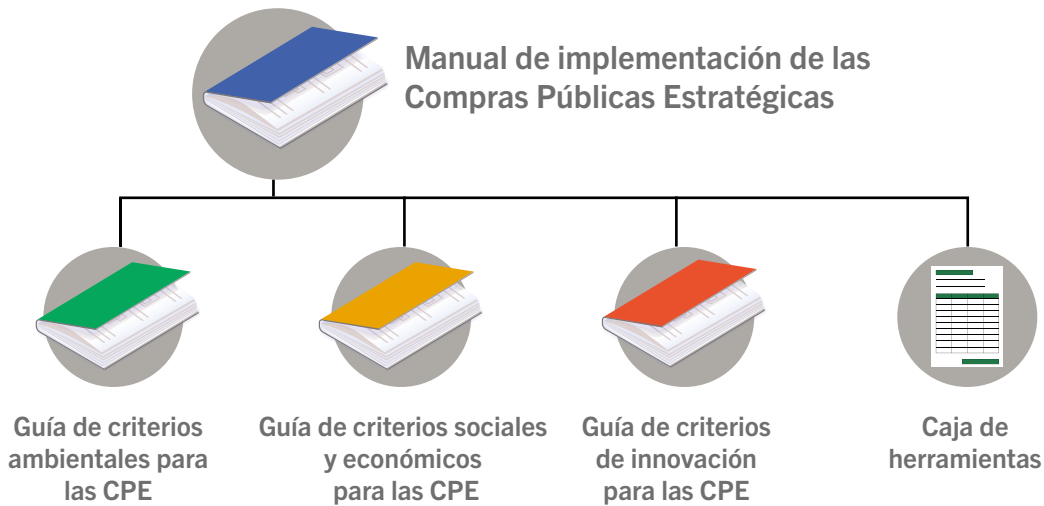 Manual de implementación de las
Compras Públicas Estratégicas
Guía de criterios
ambientales para
las CPE
Guía de criterios sociales
y económicos
para las CPE
Guía de criterios
de innovación
para las CPE
Caja de
herramientas